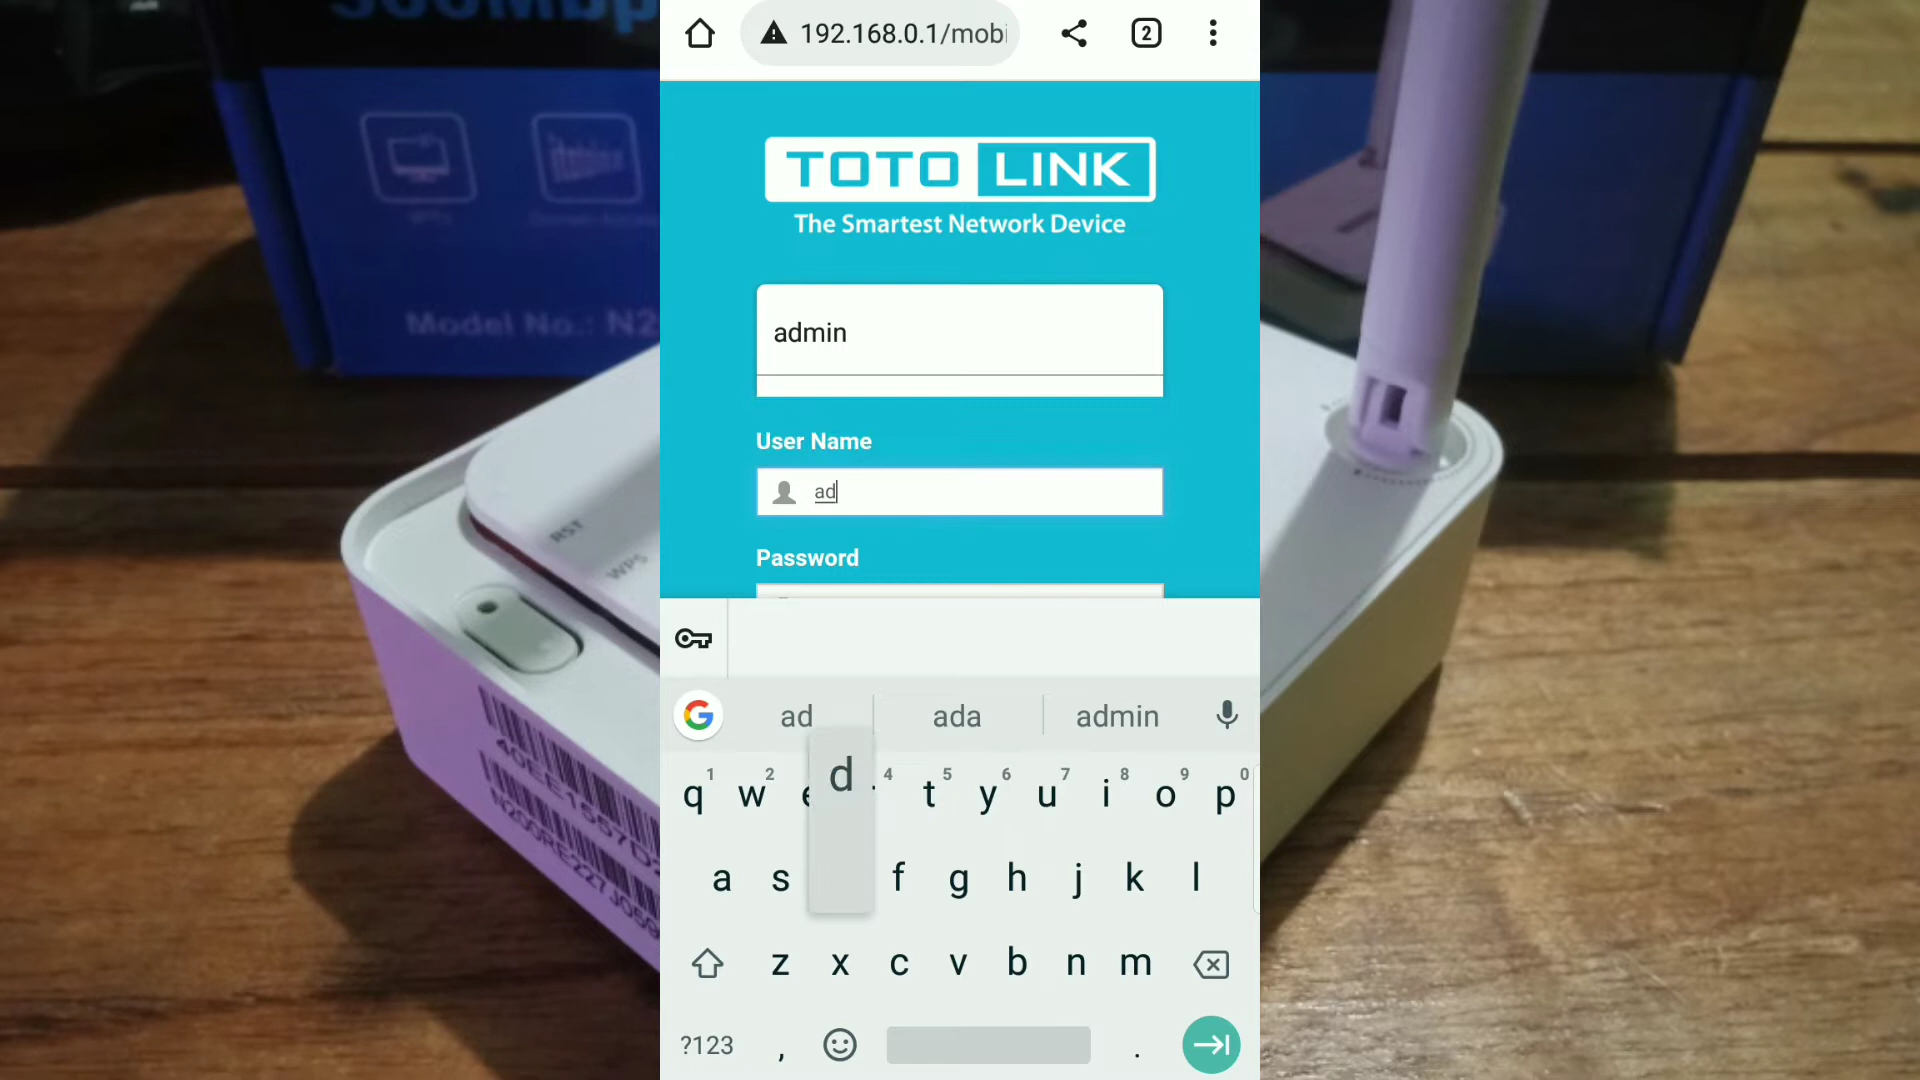 300Mbp
Model No.: N2
RST
WPS
192.168.0.1/mobi
2
TOTO LINK
The Smartest Network Device
admin
User Name
ad
Password
ad ada admin
d
1 2 4 5 6 7 8 9 0
q w e t y u i o p
a s f g h j k l
z x c v b n m
?123 , .